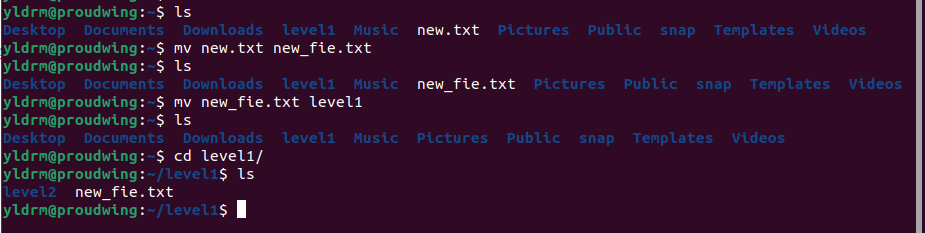 yldrm@proudwing:~$ ls
Desktop  Documents  Downloads  level1  Music  new.txt  Pictures  Public  snap  Templates  Videos
yldrm@proudwing:~$ mv new.txt new_fie.txt
yldrm@proudwing:~$ ls
Desktop  Documents  Downloads  level1  Music  new_fie.txt  Pictures  Public  snap  Templates  Videos
yldrm@proudwing:~$ mv new_fie.txt level1
yldrm@proudwing:~$ ls
Desktop  Documents  Downloads  level1  Music  Pictures  Public  snap  Templates  Videos
yldrm@proudwing:~$ cd level1/
yldrm@proudwing:~/level1$ ls
level2  new_fie.txt
yldrm@proudwing:~/level1$